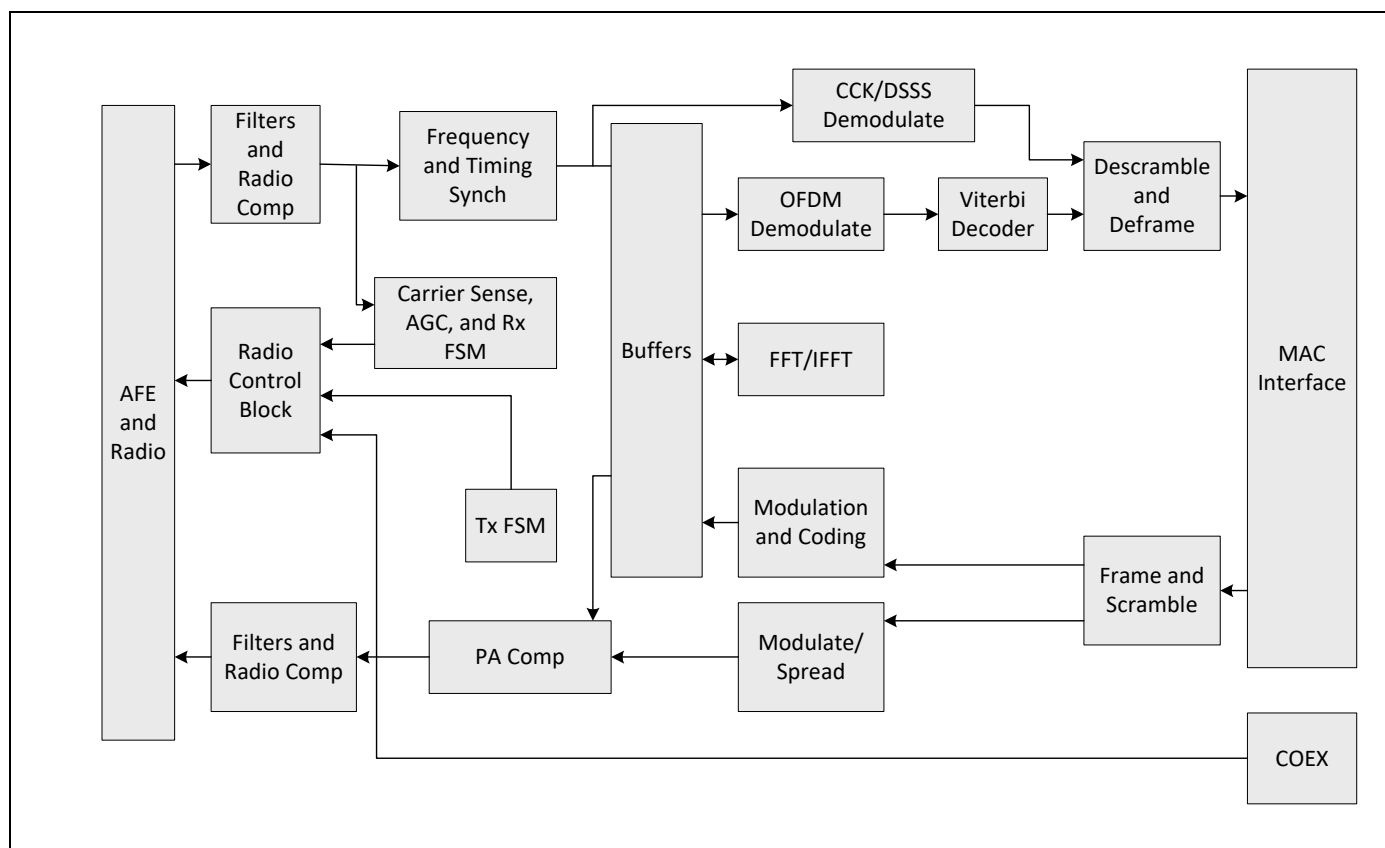 CCK/DSSS
Demodulate
Filters
and
Radio
Comp
Frequency
and Timing
Synch
OFDM
Demodulate
Viterbi
Decoder
Descramble
and
Deframe
Carrier Sense,
AGC, and Rx
FSM
Radio
Control
Block
Buffers
FFT/IFFT
MAC
Interface
AFE
and
Radio
Tx FSM
Modulation
and Coding
Frame and
Scramble
Filters and
Radio Comp
PA Comp
Modulate/
Spread
COEX